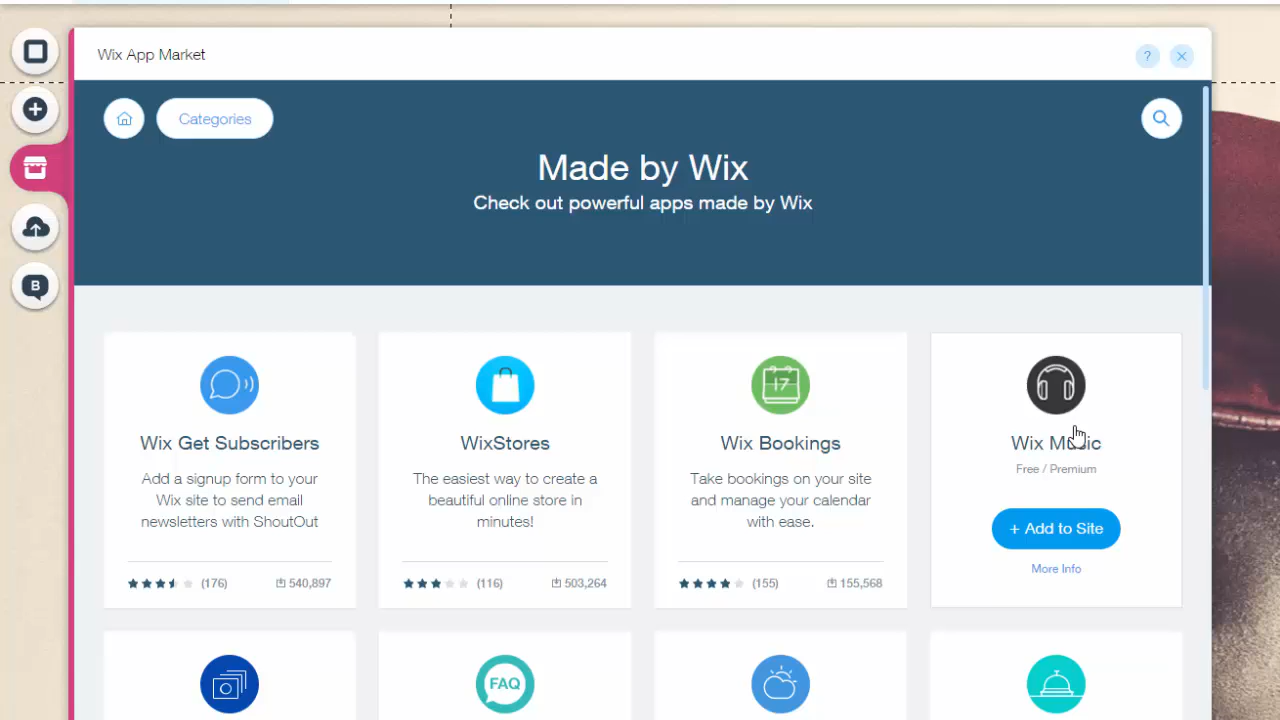 Wix App Market
?
Categories
Made by Wix
Check out powerful apps made by Wix
B
Wix Get Subscribers
Add a signup form to your
Wix site to send email
newsletters with ShoutOut
(176) 540,897
WixStores
The easiest way to create a
beautiful online store in
minutes!
(116) 503,264
17
Wix Bookings
Take bookings on your site
and manage your calendar
with ease.
(155) 155,568
Wix Music
Free / Premium
+ Add to Site
More Info
FAQ